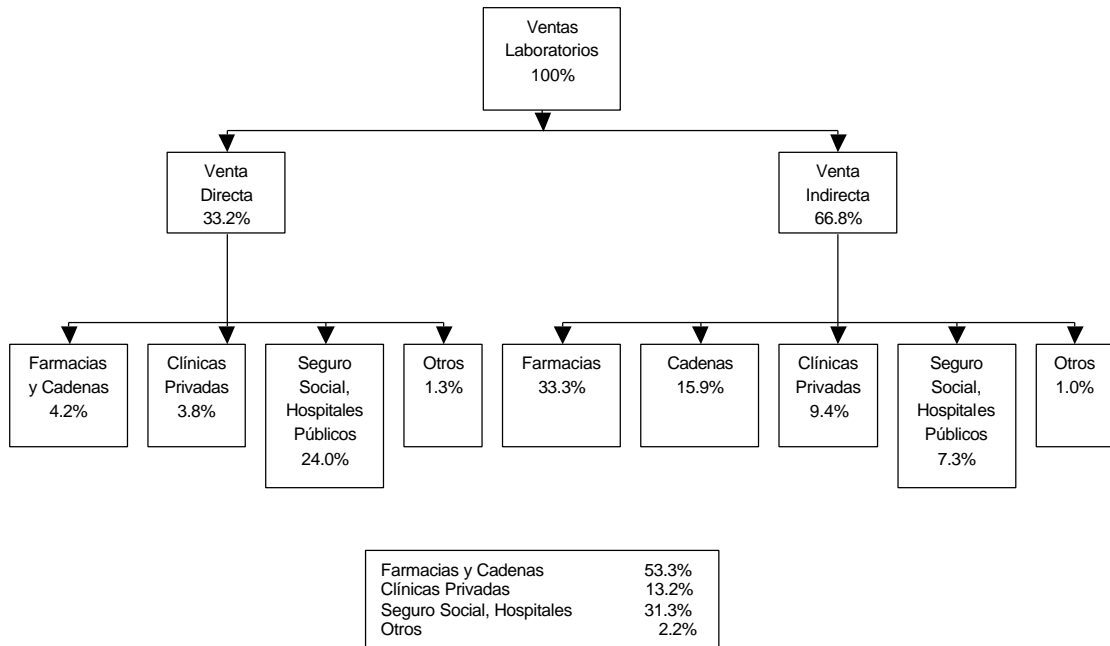 Ventas
Laboratorios
100%
Venta
Directa
33.2%
Venta
Indirecta
66.8%
Farmacias
y Cadenas
4.2%
Clínicas
Privadas
3.8%
Seguro
Social,
Hospitales
Públicos
24.0%
Otros
1.3%
Farmacias
33.3%
Cadenas
15.9%
Clínicas
Privadas
9.4%
Seguro
Social,
Hospitales
Públicos
7.3%
Otros
1.0%
Farmacias y Cadenas 53.3%
Clínicas Privadas 13.2%
Seguro Social, Hospitales 31.3%
Otros 2.2%